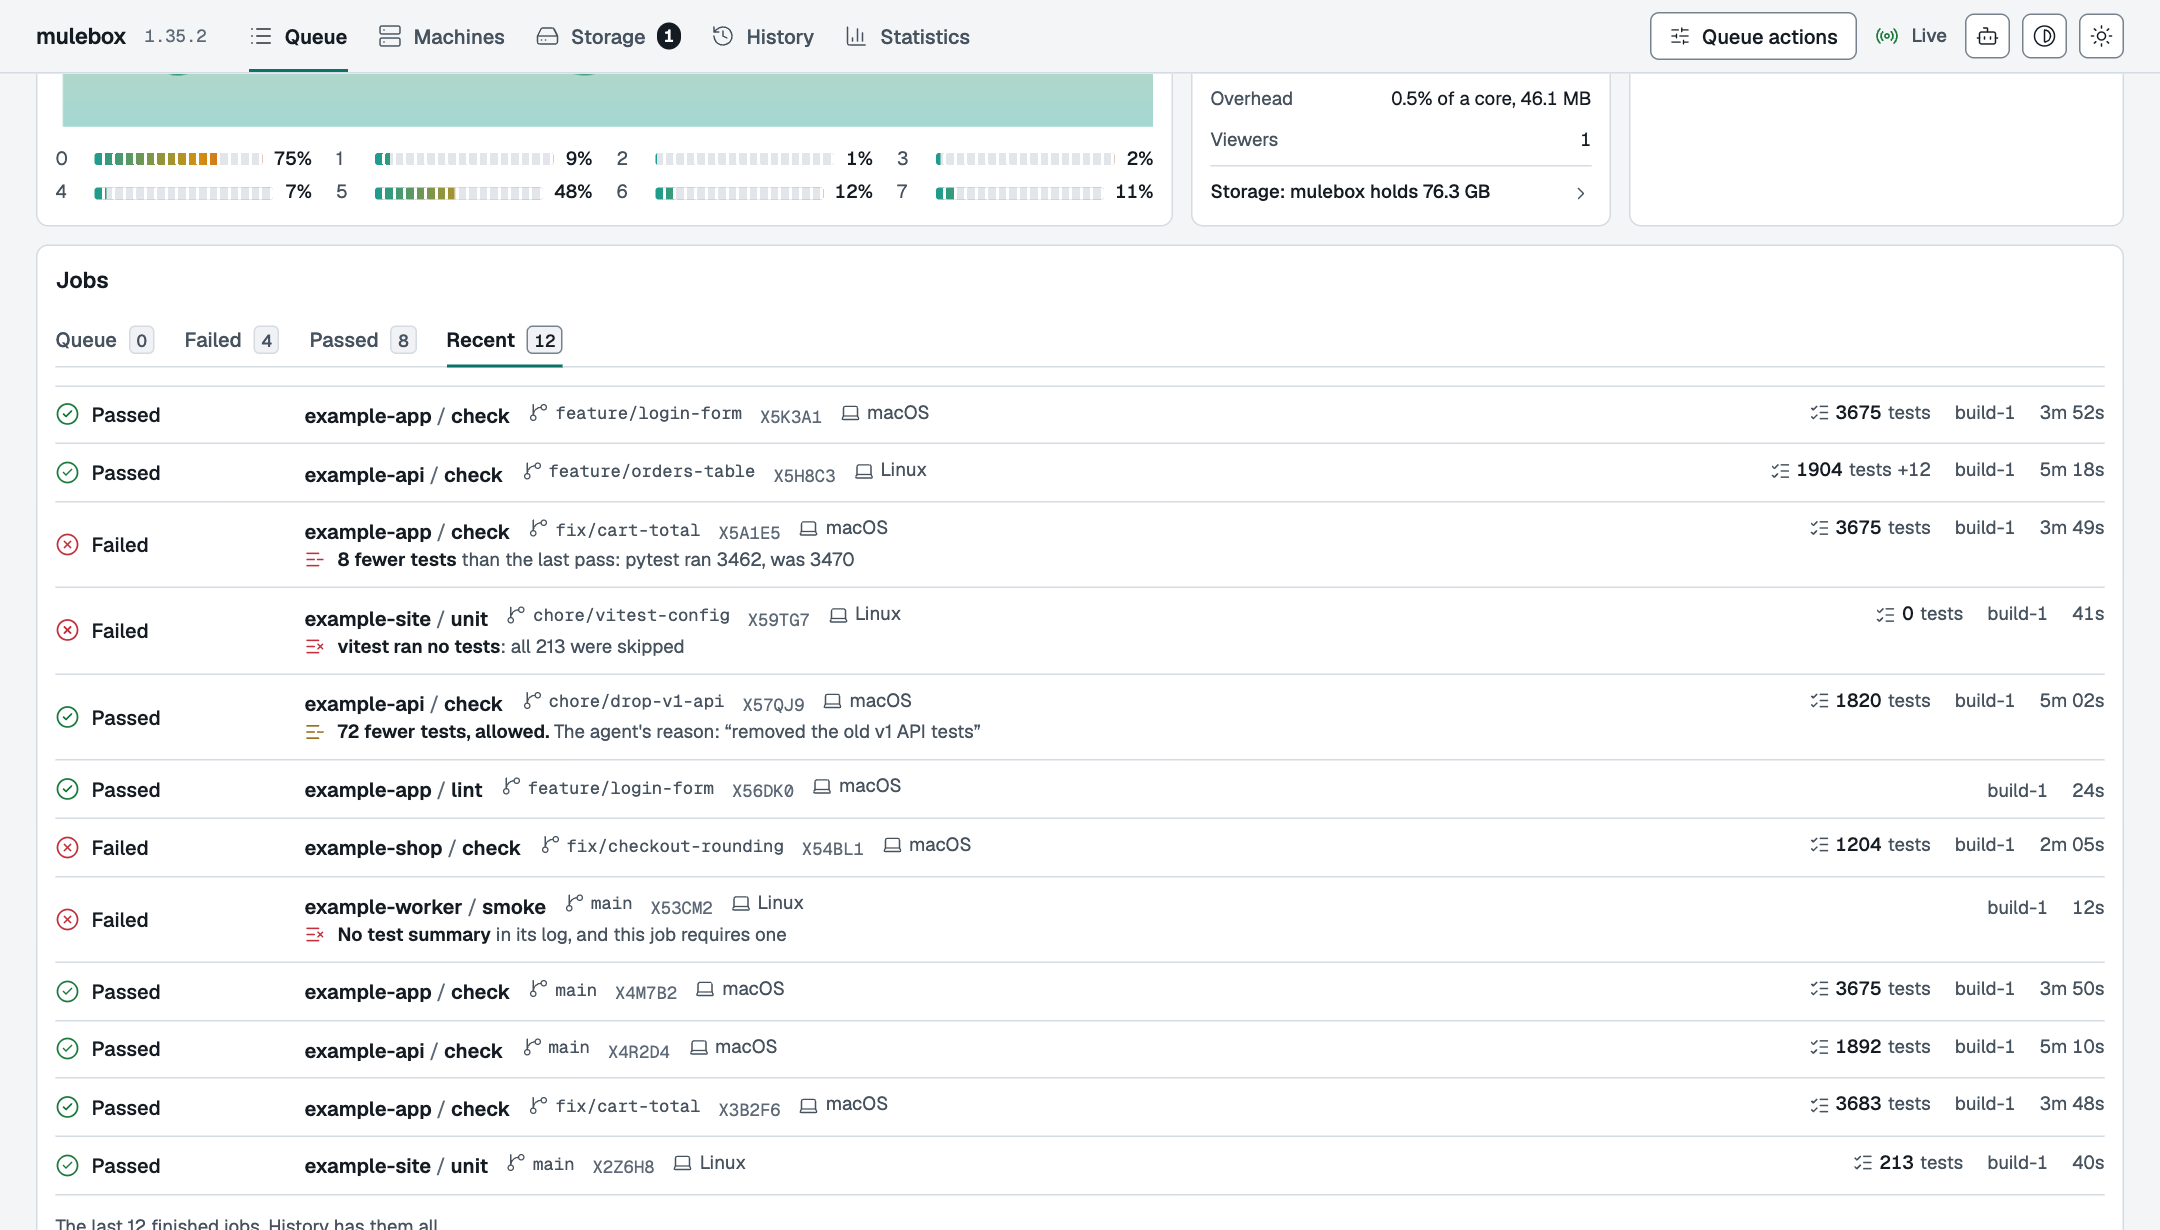 mulebox 1.35.2 Queue Machines Storage 1 History Statistics Queue actions Live
Overhead 0.5% of a core, 46.1 MB
Viewers 1
0 75% 1 9% 2 1% 3 2%
4 7% 5 48% 6 12% 7 11%
Storage: mulebox holds 76.3 GB
Jobs
Queue 0 Failed 4 Passed 8 Recent 12
Passed example-app / check feature/login-form X5K3A1 macOS 3675 tests build-1 3m 52s
Passed example-api / check feature/orders-table X5H8C3 Linux 1904 tests +12 build-1 5m 18s
Failed example-app / check fix/cart-total X5A1E5 macOS 3675 tests build-1 3m 49s
8 fewer tests than the last pass: pytest ran 3462, was 3470
Failed example-site / unit chore/vitest-config X59TG7 Linux 0 tests build-1 41s
vitest ran no tests: all 213 were skipped
Passed example-api / check chore/drop-v1-api X57QJ9 macOS 1820 tests build-1 5m 02s
72 fewer tests, allowed. The agent's reason: “removed the old v1 API tests”
Passed example-app / lint feature/login-form X56DK0 macOS build-1 24s
Failed example-shop / check fix/checkout-rounding X54BL1 macOS 1204 tests build-1 2m 05s
Failed example-worker / smoke main X53CM2 Linux build-1 12s
No test summary in its log, and this job requires one
Passed example-app / check main X4M7B2 macOS 3675 tests build-1 3m 50s
Passed example-api / check main X4R2D4 macOS 1892 tests build-1 5m 10s
Passed example-app / check fix/cart-total X3B2F6 macOS 3683 tests build-1 3m 48s
Passed example-site / unit main X2Z6H8 Linux 213 tests build-1 40s
The last 12 finished jobs. History has them all.